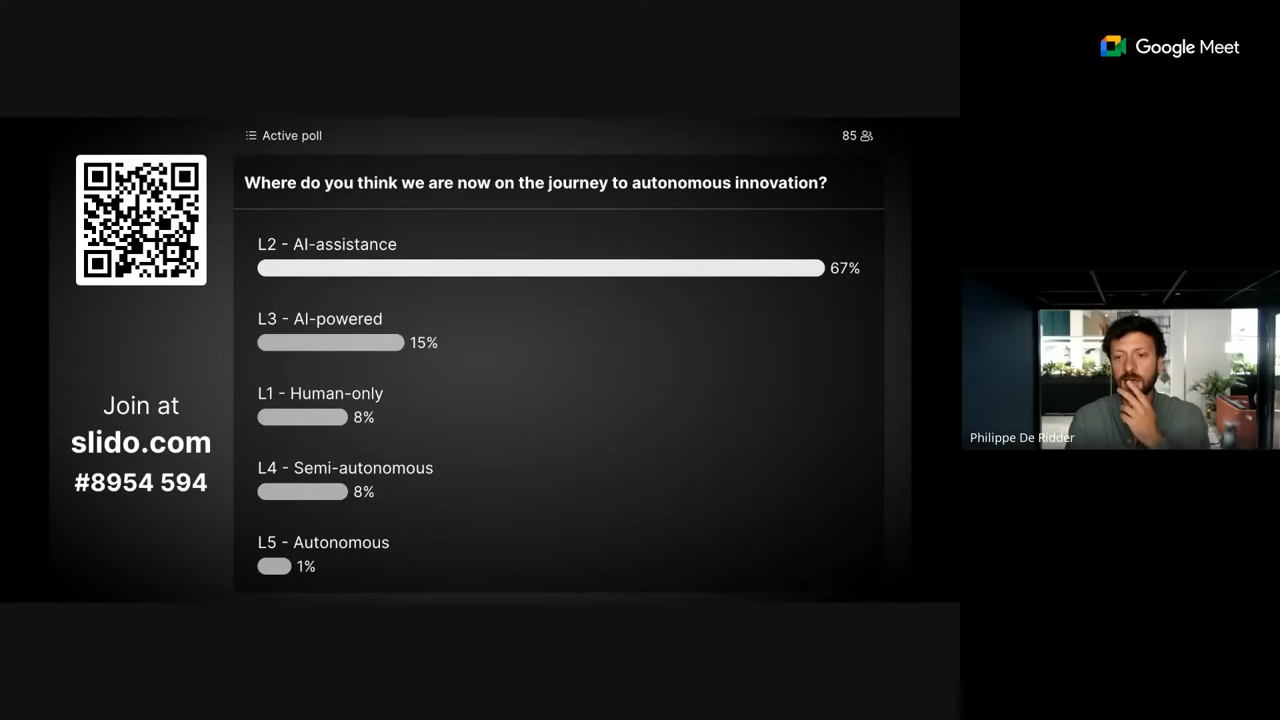 Google Meet
Active poll
85
Where do you think we are now on the journey to autonomous innovation?
L2 - AI-assistance
67%
L3 - AI-powered
15%
L1 - Human-only
8%
L4 - Semi-autonomous
8%
L5 - Autonomous
1%
Join at
slido.com
#8954 594
Philippe De Ridder